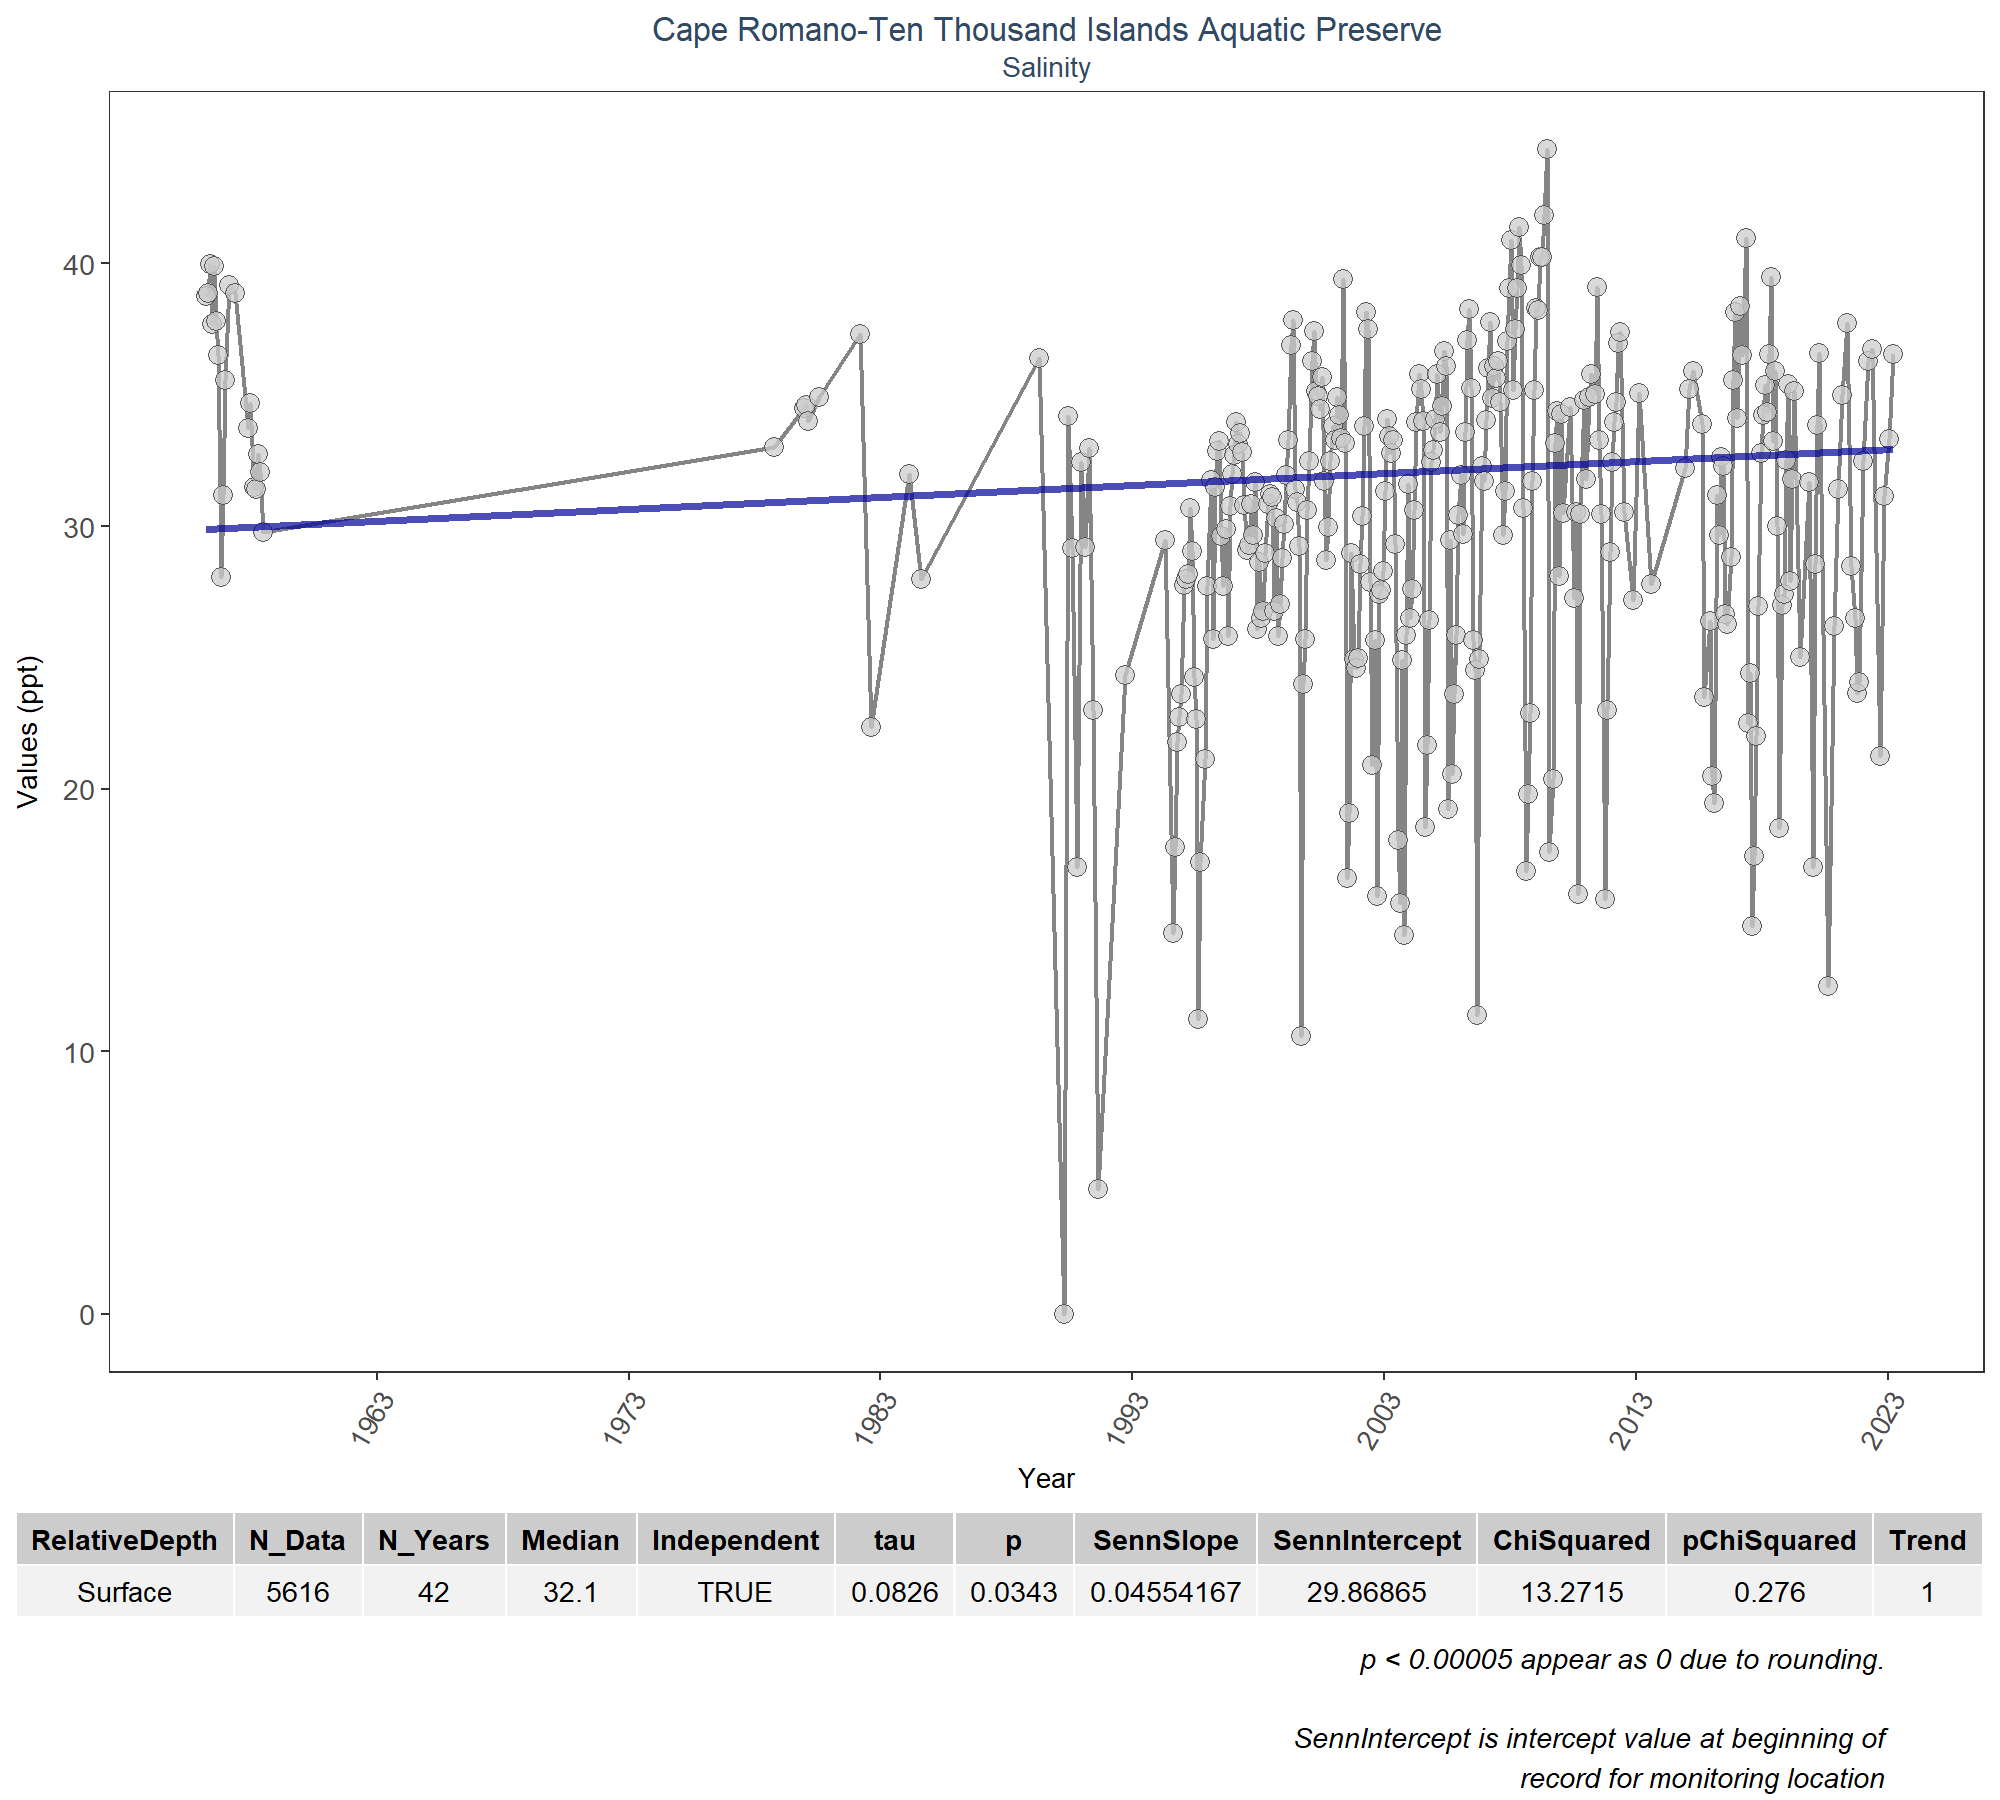 Cape Romano-Ten Thousand Islands Aquatic Preserve
Salinity
Values (ppt)
40
30
20
10
0
1963
1973
1983
1993
2003
2013
2023
Year
RelativeDepth N_Data N_Years Median Independent tau p SennSlope SennIntercept ChiSquared pChiSquared Trend
Surface 5616 42 32.1 TRUE 0.0826 0.0343 0.04554167 29.86865 13.2715 0.276 1
p < 0.00005 appear as 0 due to rounding.
SennIntercept is intercept value at beginning of
record for monitoring location